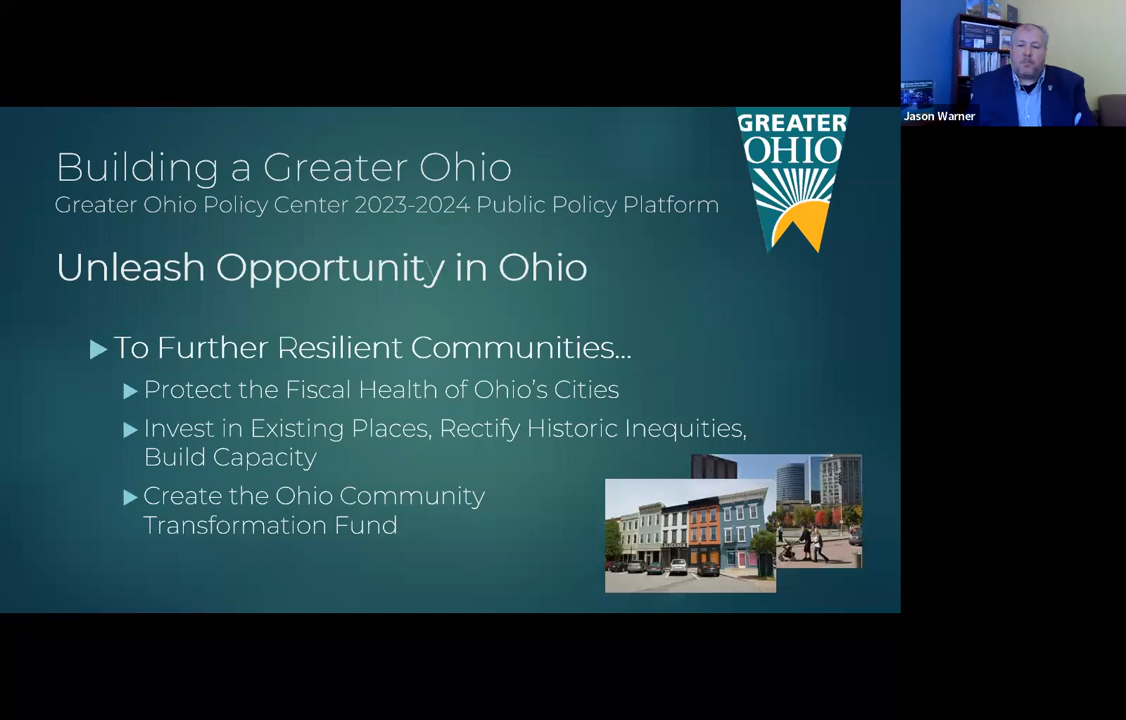 Building a Greater Ohio
Greater Ohio Policy Center 2023-2024 Public Policy Platform
GREATER
OHIO
Unleash Opportunity in Ohio
To Further Resilient Communities...
Protect the Fiscal Health of Ohio's Cities
Invest in Existing Places, Rectify Historic Inequities,
Build Capacity
Create the Ohio Community
Transformation Fund
Jason Warner